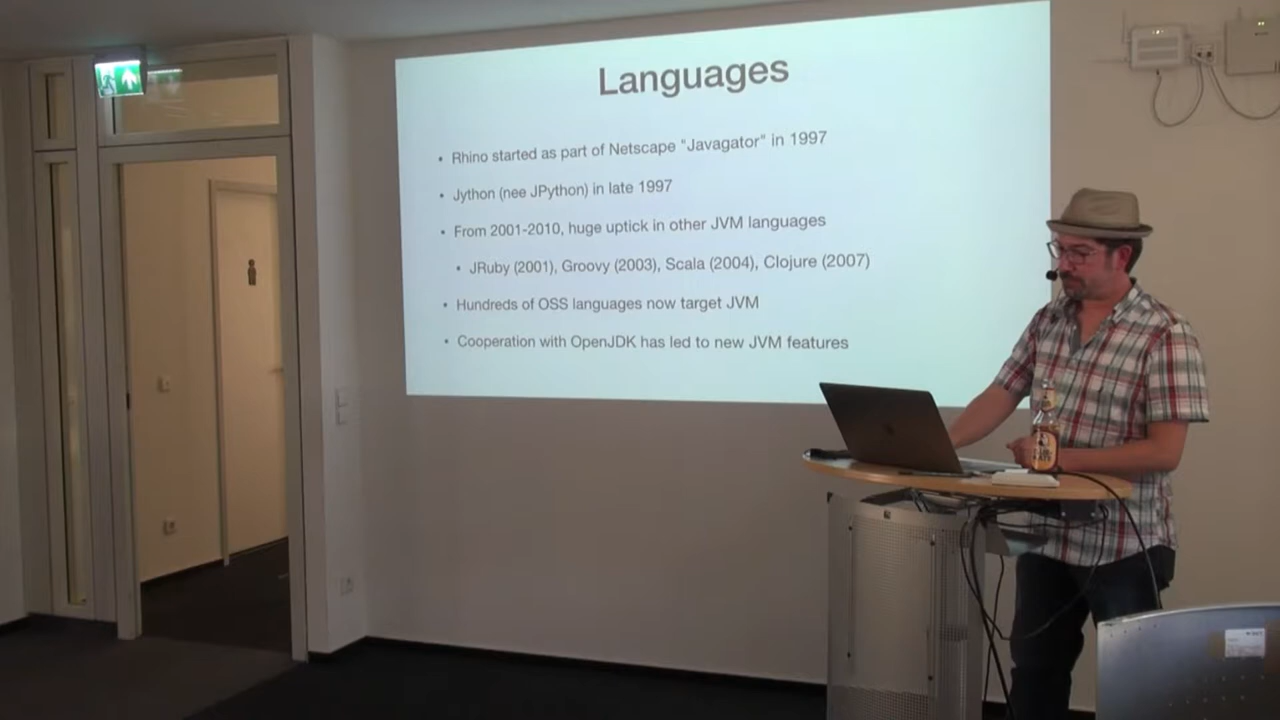 Languages
• Rhino started as part of Netscape "Javagator" in 1997
• Jython (nee JPython) in late 1997
• From 2001-2010, huge uptick in other JVM languages
• JRuby (2001), Groovy (2003), Scala (2004), Clojure (2007)
• Hundreds of OSS languages now target JVM
• Cooperation with OpenJDK has led to new JVM features